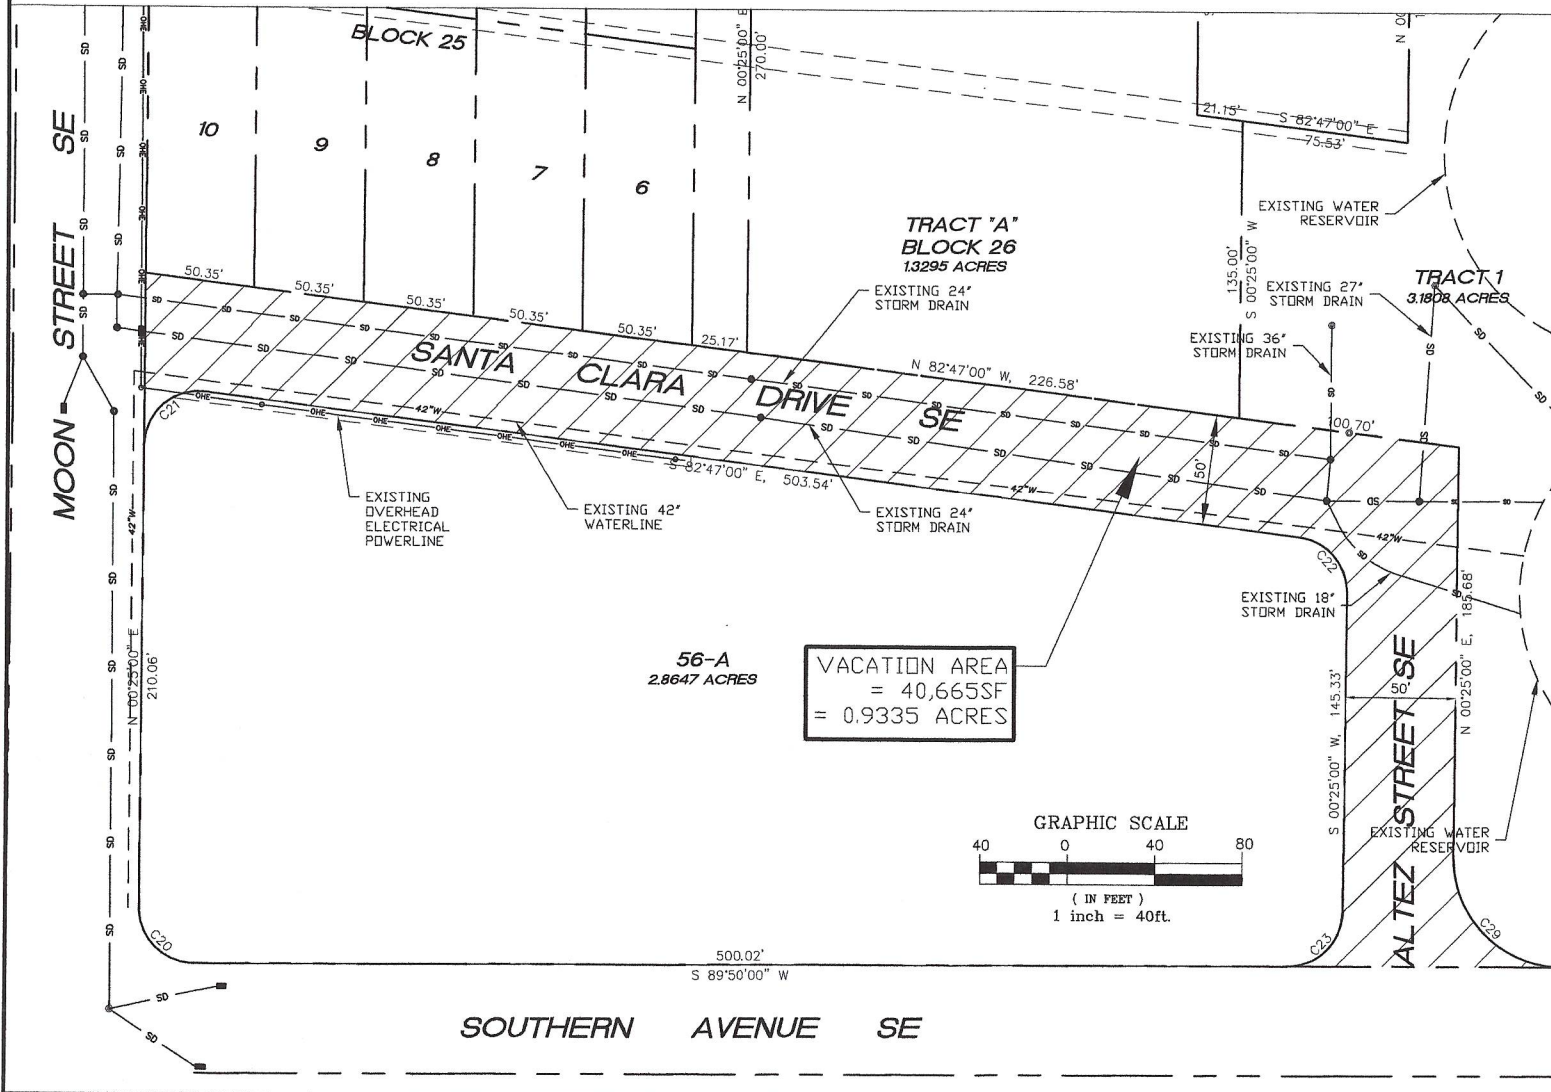 BLOCK 25
N 00°25'00" E
270.00'
21.15'
S 82°47'00" E
75.53'
10
9
8
7
6
MOON STREET SE
EXISTING WATER
RESERVOIR
TRACT "A"
BLOCK 26
1.3295 ACRES
135.00'
S 00°25'00" W
TRACT 1
3.1808 ACRES
EXISTING 27"
STORM DRAIN
EXISTING 24"
STORM DRAIN
EXISTING 36"
STORM DRAIN
50.35'
50.35'
50.35'
50.35'
50.35'
25.17'
N 82°47'00" W, 226.58'
100.70'
SANTA CLARA DRIVE SE
C21
42"W
S 82°47'00" E, 503.54'
50'
42"W
42"W
42"W
EXISTING
OVERHEAD
ELECTRICAL
POWERLINE
EXISTING 42"
WATERLINE
EXISTING 24"
STORM DRAIN
C22
EXISTING 18"
STORM DRAIN
N 00°25'00" E
210.06'
56-A
2.8647 ACRES
VACATION AREA
= 40,665SF
= 0.9335 ACRES
S 00°25'00" W, 145.33'
50'
N 00°25'00" E, 185.68'
ALTEZ STREET SE
EXISTING WATER
RESERVOIR
GRAPHIC SCALE
40 0 40 80
( IN FEET )
1 inch = 40ft.
C20
C23
C29
500.02'
S 89°50'00" W
SOUTHERN AVENUE SE
SD
OHE